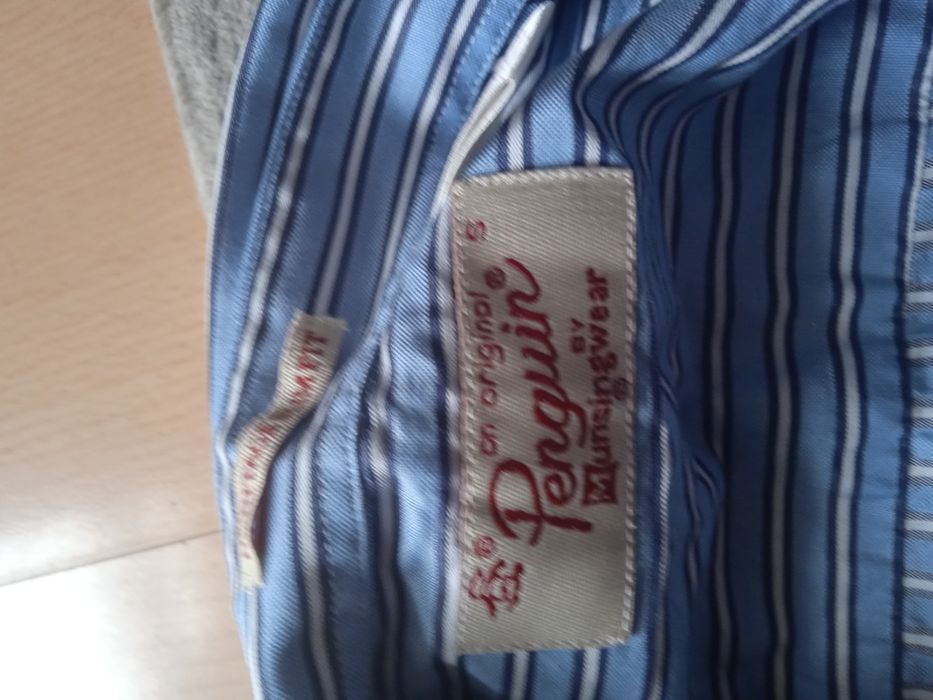 an original S
Penguin®
BY
Munsingwear
®